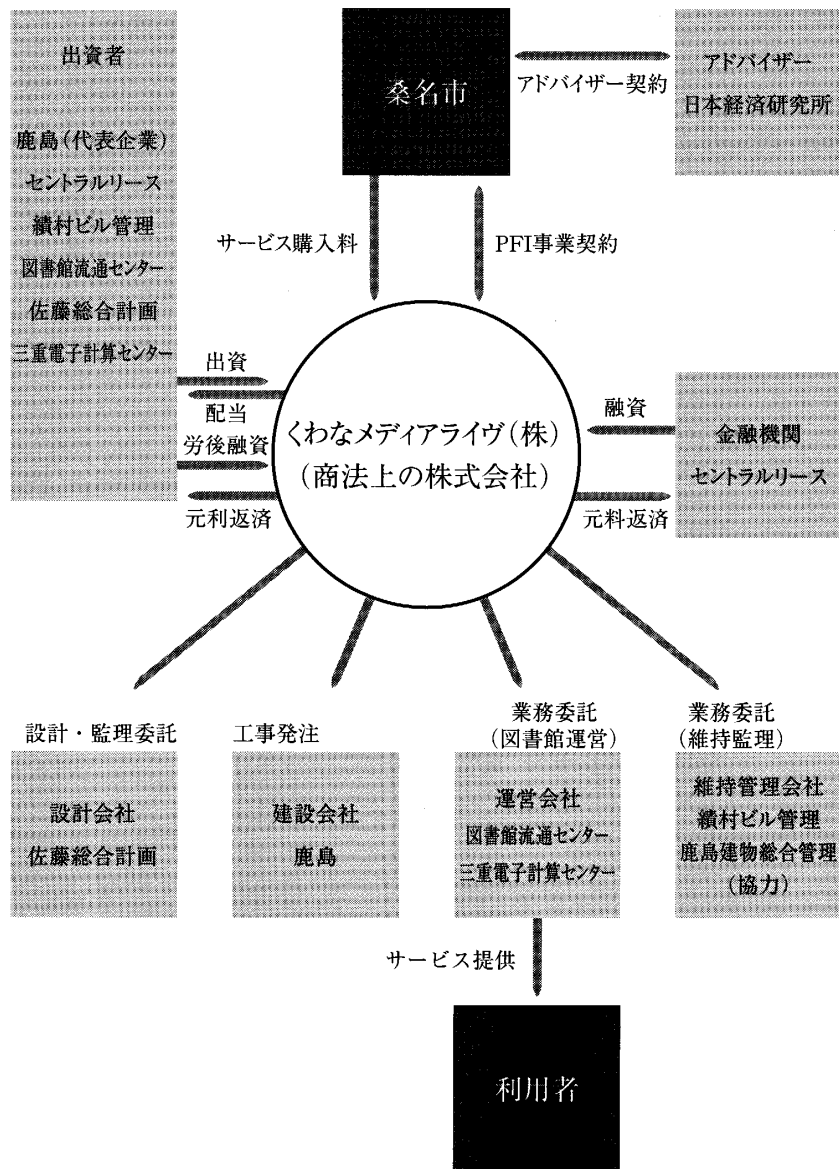 出資者
鹿島（代表企業）
セントラルリース
績村ビル管理
図書館流通センター
佐藤総合計画
三重電子計算センター
桑名市
アドバイザー契約
アドバイザー
日本経済研究所
サービス購入料
PFI事業契約
出資
配当
労後融資
元利返済
くわなメディアライヴ（株）
（商法上の株式会社）
融資
元料返済
金融機関
セントラルリース
設計・監理委託
設計会社
佐藤総合計画
工事発注
建設会社
鹿島
業務委託
（図書館運営）
運営会社
図書館流通センター
三重電子計算センター
業務委託
（維持監理）
維持管理会社
績村ビル管理
鹿島建物総合管理
（協力）
サービス提供
利用者